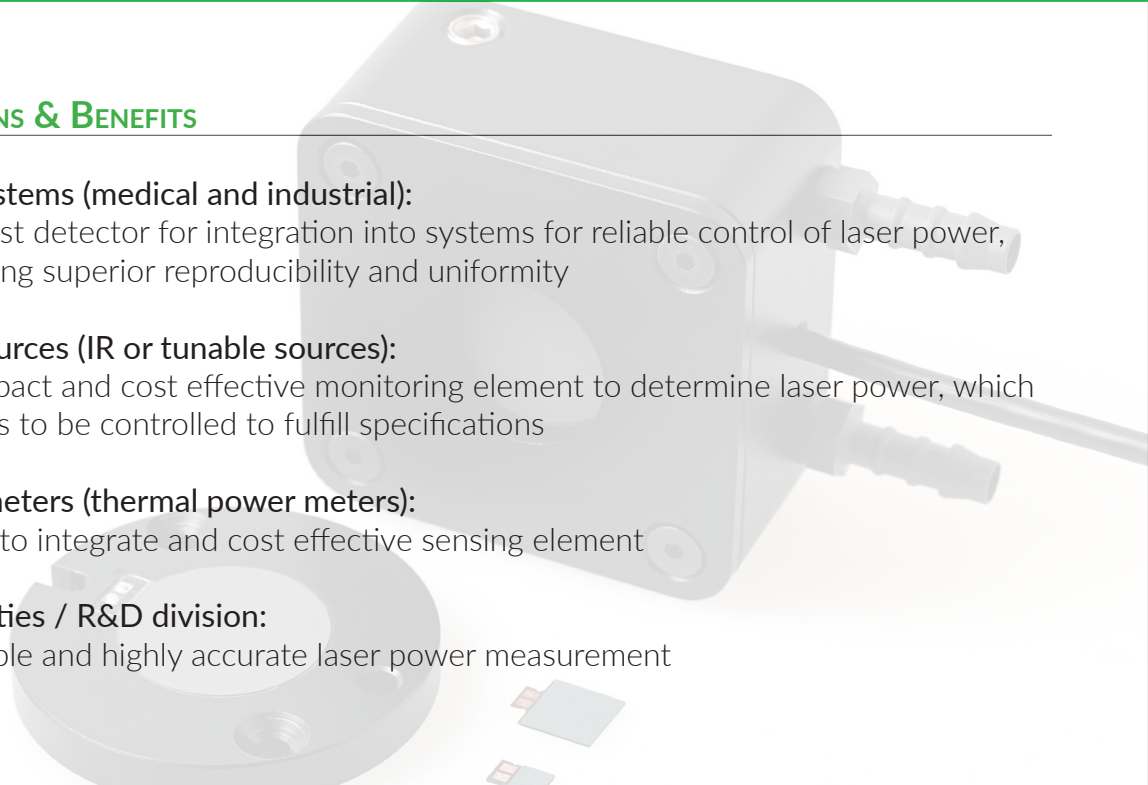 ns & Benefits
stems (medical and industrial):
st detector for integration into systems for reliable control of laser power,
ng superior reproducibility and uniformity
urces (IR or tunable sources):
pact and cost effective monitoring element to determine laser power, which
s to be controlled to fulfill specifications
neters (thermal power meters):
to integrate and cost effective sensing element
ties / R&D division:
ble and highly accurate laser power measurement